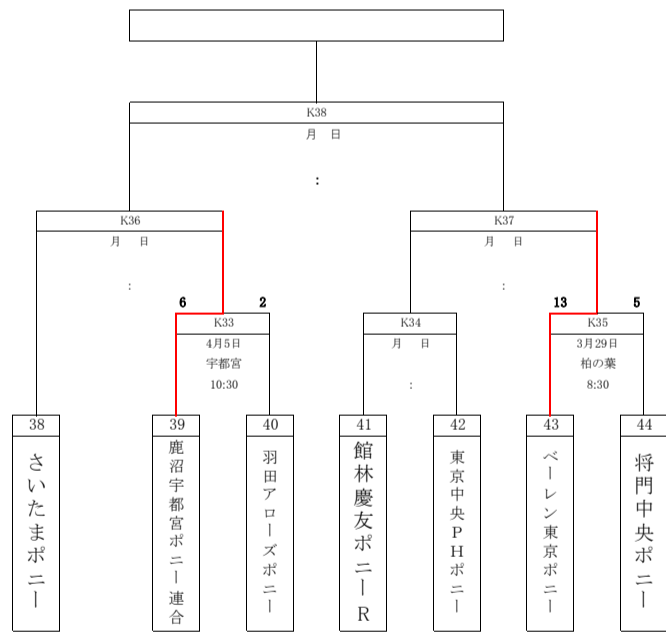 K38
月 日
:
K36
K37
月 日
月 日
:
:
6
2
13
5
K33
K34
K35
4月5日
月 日
3月29日
宇都宮
柏の葉
10:30
:
8:30
38
39
40
41
42
43
44
さいたまポニー
鹿沼宇都宮ポニー連合
羽田アローズポニー
館林慶友ポニーR
東京中央PHポニー
ベーレン東京ポニー
将門中央ポニー